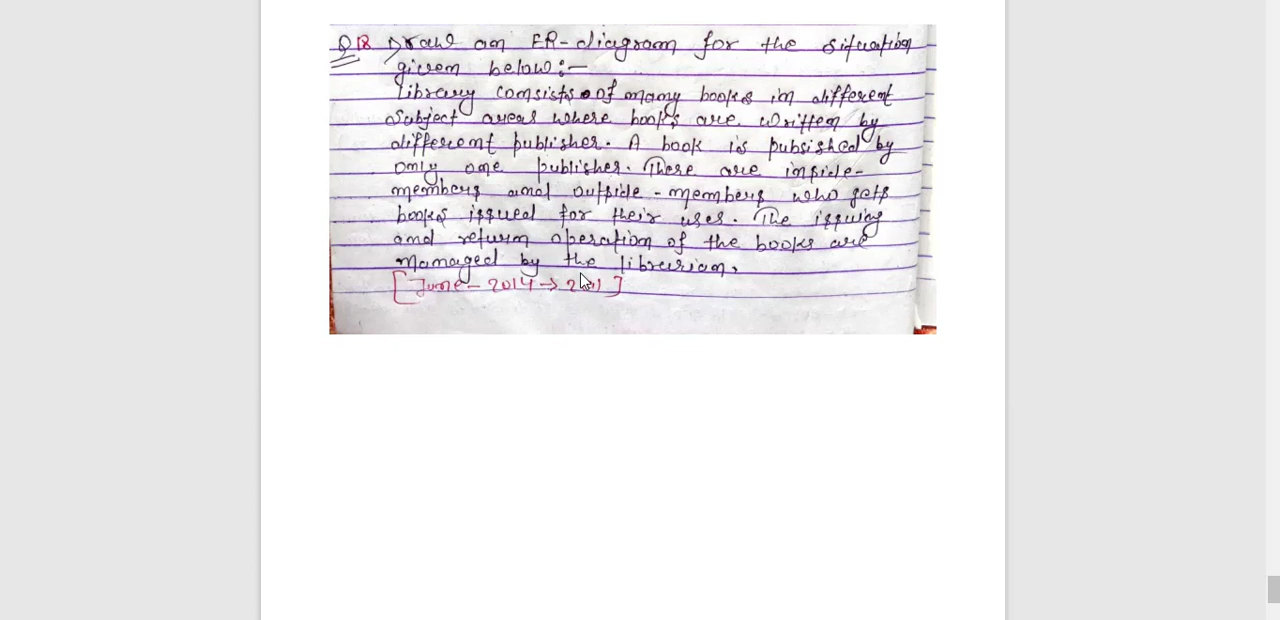 Q18 Draw an ER-diagram for the situation
given below:-
Library consists of many books in different
Subject areas where books are written by
different publisher. A book is pubsished by
only one publisher. There are inside-
members and outside-members who gets
books issued for their uses. The issuing
and return operation of the books are
managed by the librarian.
[June-2014→